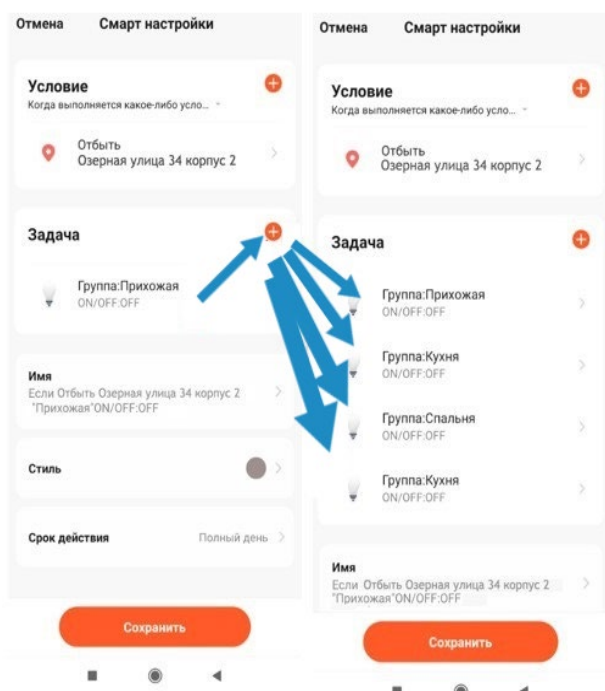 Отмена Смарт настройки
Условие
Когда выполняется какое-либо усло...
Отбыть
Озерная улица 34 корпус 2
Задача
Группа:Прихожая
ON/OFF:OFF
Имя
Если Отбыть Озерная улица 34 корпус 2
"Прихожая"ON/OFF:OFF
Стиль
Срок действия Полный день
Сохранить
Отмена Смарт настройки
Условие
Когда выполняется какое-либо усло...
Отбыть
Озерная улица 34 корпус 2
Задача
Группа:Прихожая
ON/OFF:OFF
Группа:Кухня
ON/OFF:OFF
Группа:Спальня
ON/OFF:OFF
Группа:Кухня
ON/OFF:OFF
Имя
Если Отбыть Озерная улица 34 корпус 2
"Прихожая"ON/OFF:OFF
Сохранить